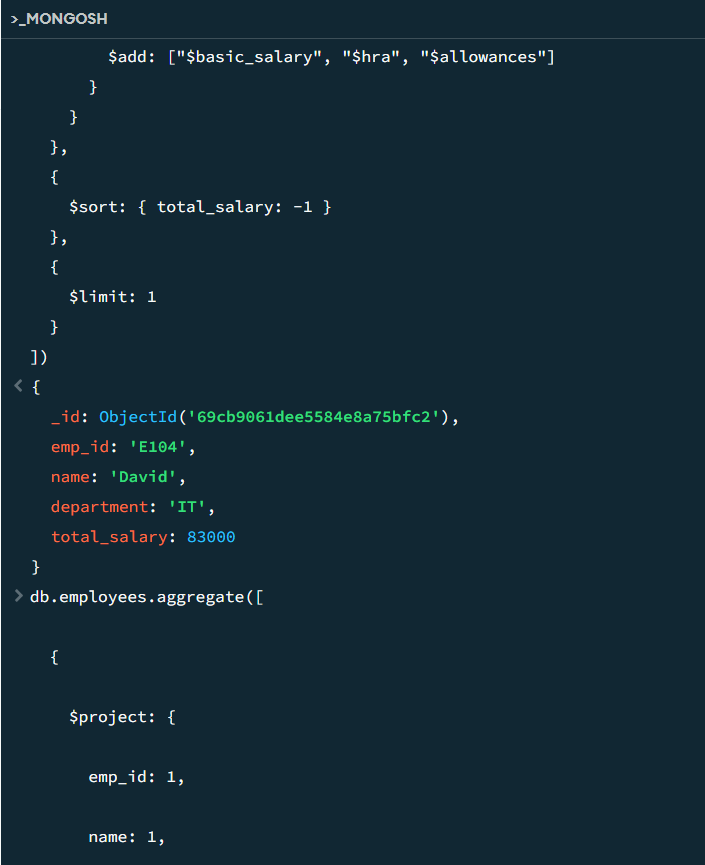 >_MONGOSH
$add: ["$basic_salary", "$hra", "$allowances"]
}
}
},
{
$sort: { total_salary: -1 }
},
{
$limit: 1
}
])
< {
_id: ObjectId('69cb9061dee5584e8a75bfc2'),
emp_id: 'E104',
name: 'David',
department: 'IT',
total_salary: 83000
}
> db.employees.aggregate([
{
$project: {
emp_id: 1,
name: 1,